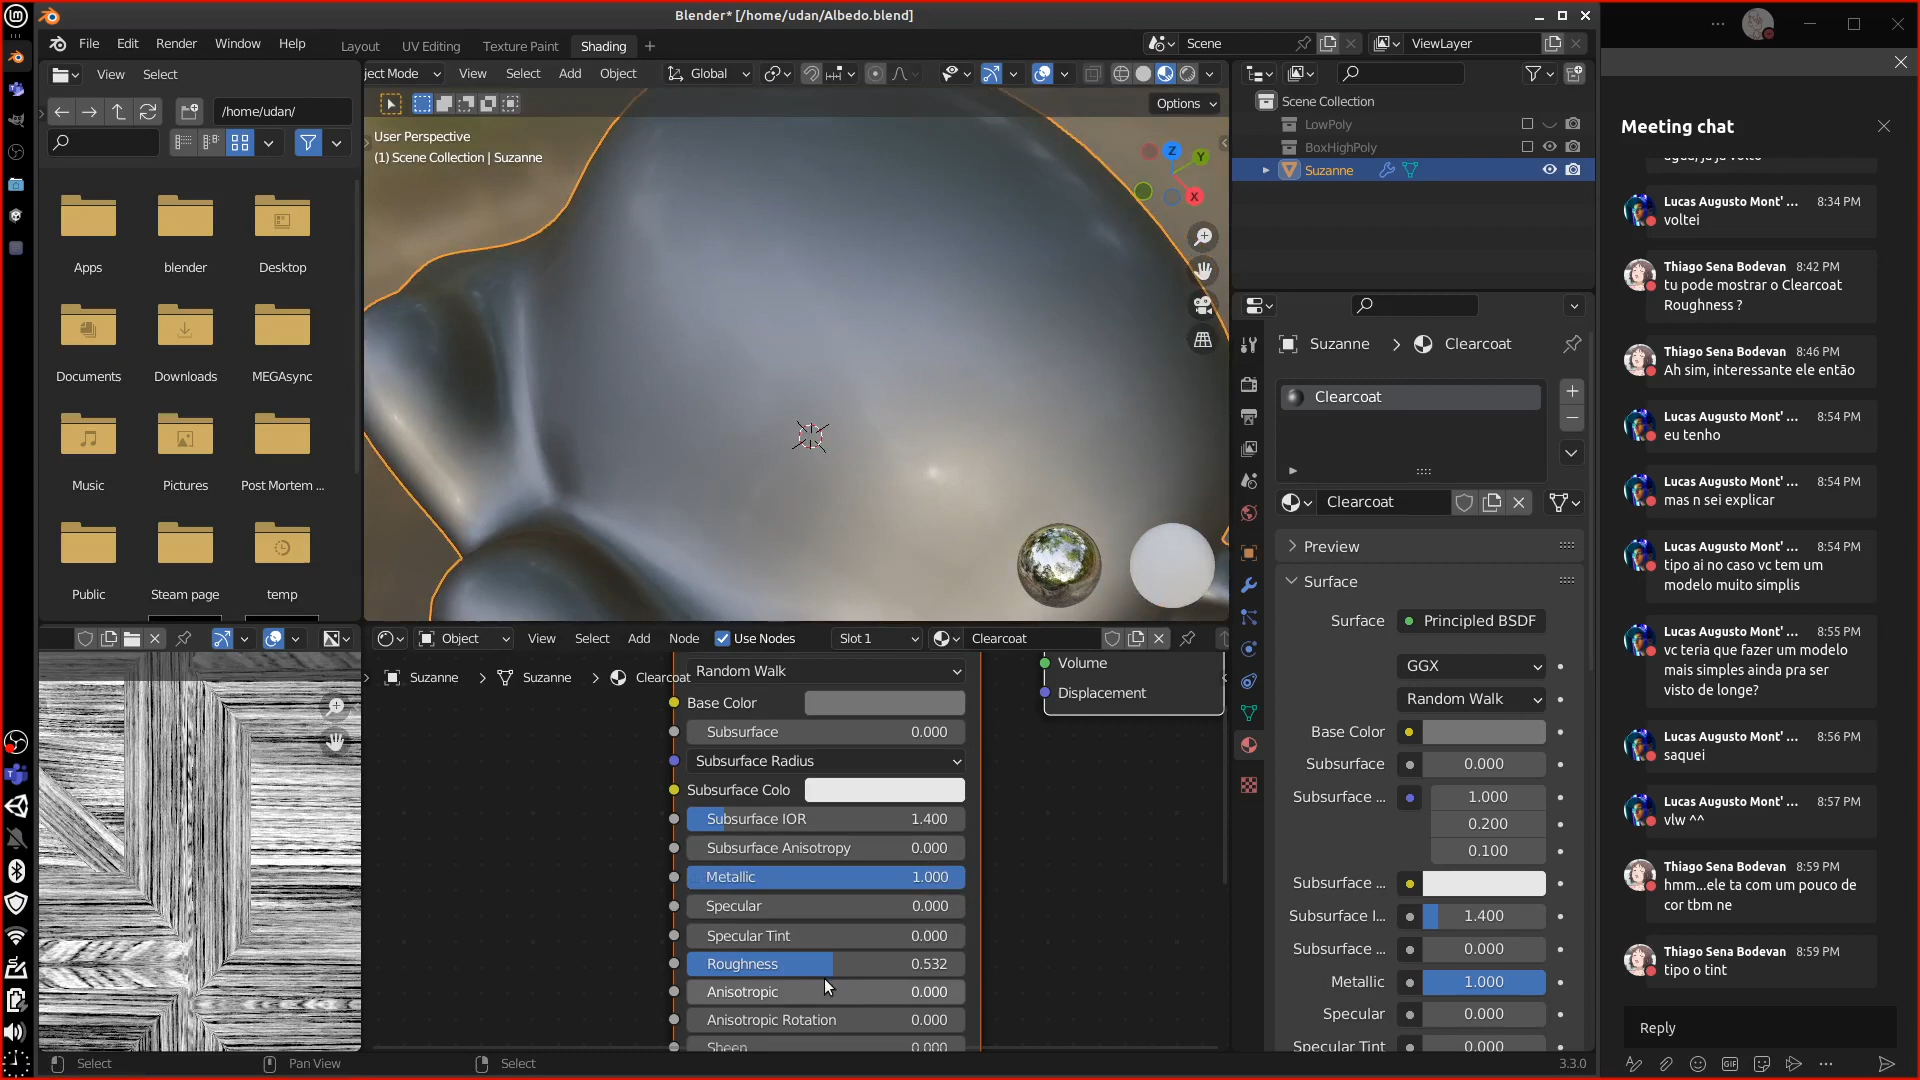 Blender* [/home/udan/Albedo.blend]
File Edit Render Window Help
Layout UV Editing Texture Paint Shading
Scene
ViewLayer
View Select
ject Mode View Select Add Object
Global
/home/udan/
Options
User Perspective
(1) Scene Collection | Suzanne
Z
Y
X
Apps
blender
Desktop
Documents
Downloads
MEGAsync
Music
Pictures
Post Mortem ...
Public
Steam page
temp
Scene Collection
LowPoly
BoxHighPoly
Suzanne
Suzanne
Clearcoat
Clearcoat
Clearcoat
Preview
Surface
Surface Principled BSDF
GGX
Random Walk
Base Color
Subsurface 0.000
Subsurface ... 1.000
0.200
0.100
Subsurface ...
Subsurface I... 1.400
Subsurface ... 0.000
Metallic 1.000
Specular 0.000
Specular Tint 0.000
Object View Select Add Node Use Nodes Slot 1 Clearcoat
Suzanne Suzanne Clearcoat
Random Walk
Base Color
Subsurface 0.000
Subsurface Radius
Subsurface Colo
Subsurface IOR 1.400
Subsurface Anisotropy 0.000
Metallic 1.000
Specular 0.000
Specular Tint 0.000
Roughness 0.532
Anisotropic 0.000
Anisotropic Rotation 0.000
Sheen 0.000
Volume
Displacement
Select
Pan View
Select
3.3.0
Meeting chat
Lucas Augusto Mont' ... 8:34 PM
voltei
Thiago Sena Bodevan 8:42 PM
tu pode mostrar o Clearcoat
Roughness ?
Thiago Sena Bodevan 8:46 PM
Ah sim, interessante ele então
Lucas Augusto Mont' ... 8:54 PM
eu tenho
Lucas Augusto Mont' ... 8:54 PM
mas n sei explicar
Lucas Augusto Mont' ... 8:54 PM
tipo ai no caso vc tem um
modelo muito simplis
Lucas Augusto Mont' ... 8:55 PM
vc teria que fazer um modelo
mais simples ainda pra ser
visto de longe?
Lucas Augusto Mont' ... 8:56 PM
saquei
Lucas Augusto Mont' ... 8:57 PM
vlw ^^
Thiago Sena Bodevan 8:59 PM
hmm...ele ta com um pouco de
cor tbm ne
Thiago Sena Bodevan 8:59 PM
tipo o tint
Reply
GIF